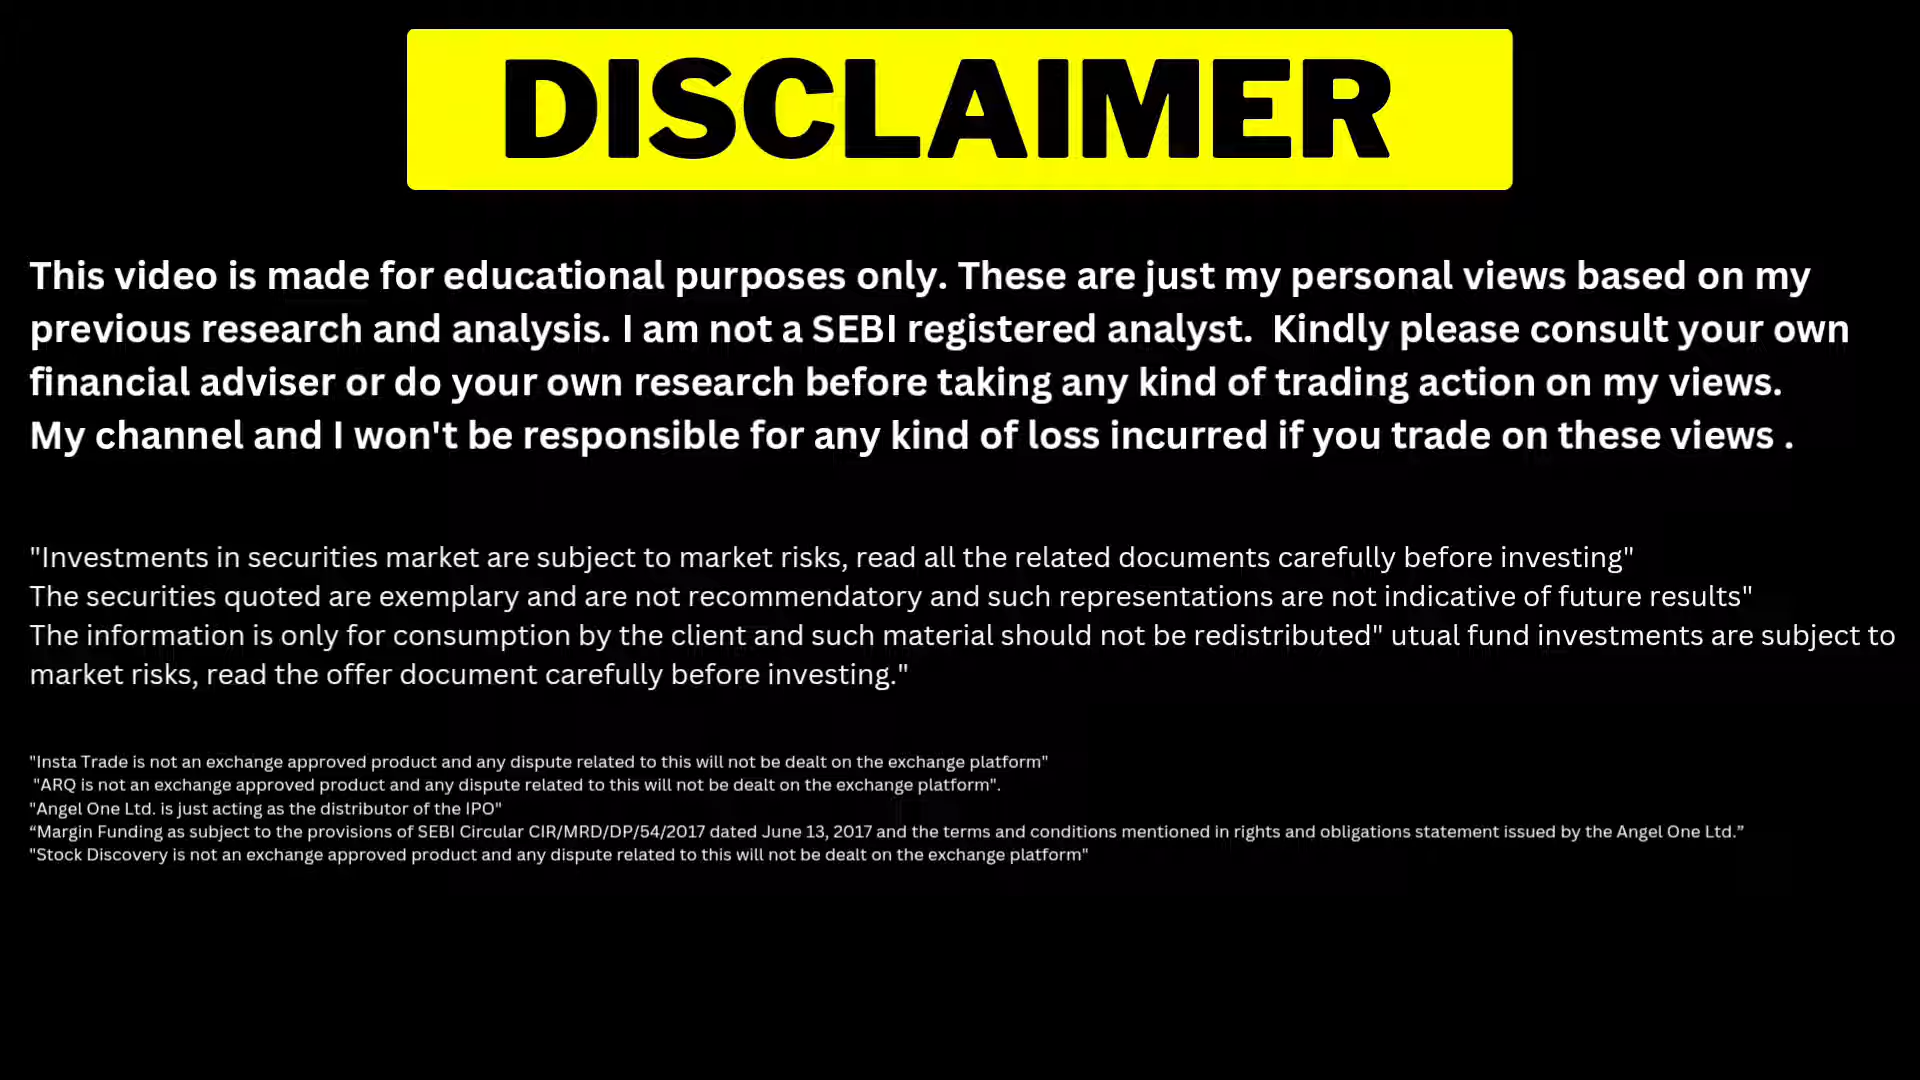 DISCLAIMER
This video is made for educational purposes only. These are just my personal views based on my
previous research and analysis. I am not a SEBI registered analyst.  Kindly please consult your own
financial adviser or do your own research before taking any kind of trading action on my views.
My channel and I won't be responsible for any kind of loss incurred if you trade on these views .
"Investments in securities market are subject to market risks, read all the related documents carefully before investing"
The securities quoted are exemplary and are not recommendatory and such representations are not indicative of future results"
The information is only for consumption by the client and such material should not be redistributed" utual fund investments are subject to
market risks, read the offer document carefully before investing."
"Insta Trade is not an exchange approved product and any dispute related to this will not be dealt on the exchange platform"
"ARQ is not an exchange approved product and any dispute related to this will not be dealt on the exchange platform".
"Angel One Ltd. is just acting as the distributor of the IPO"
“Margin Funding as subject to the provisions of SEBI Circular CIR/MRD/DP/54/2017 dated June 13, 2017 and the terms and conditions mentioned in rights and obligations statement issued by the Angel One Ltd.”
"Stock Discovery is not an exchange approved product and any dispute related to this will not be dealt on the exchange platform"